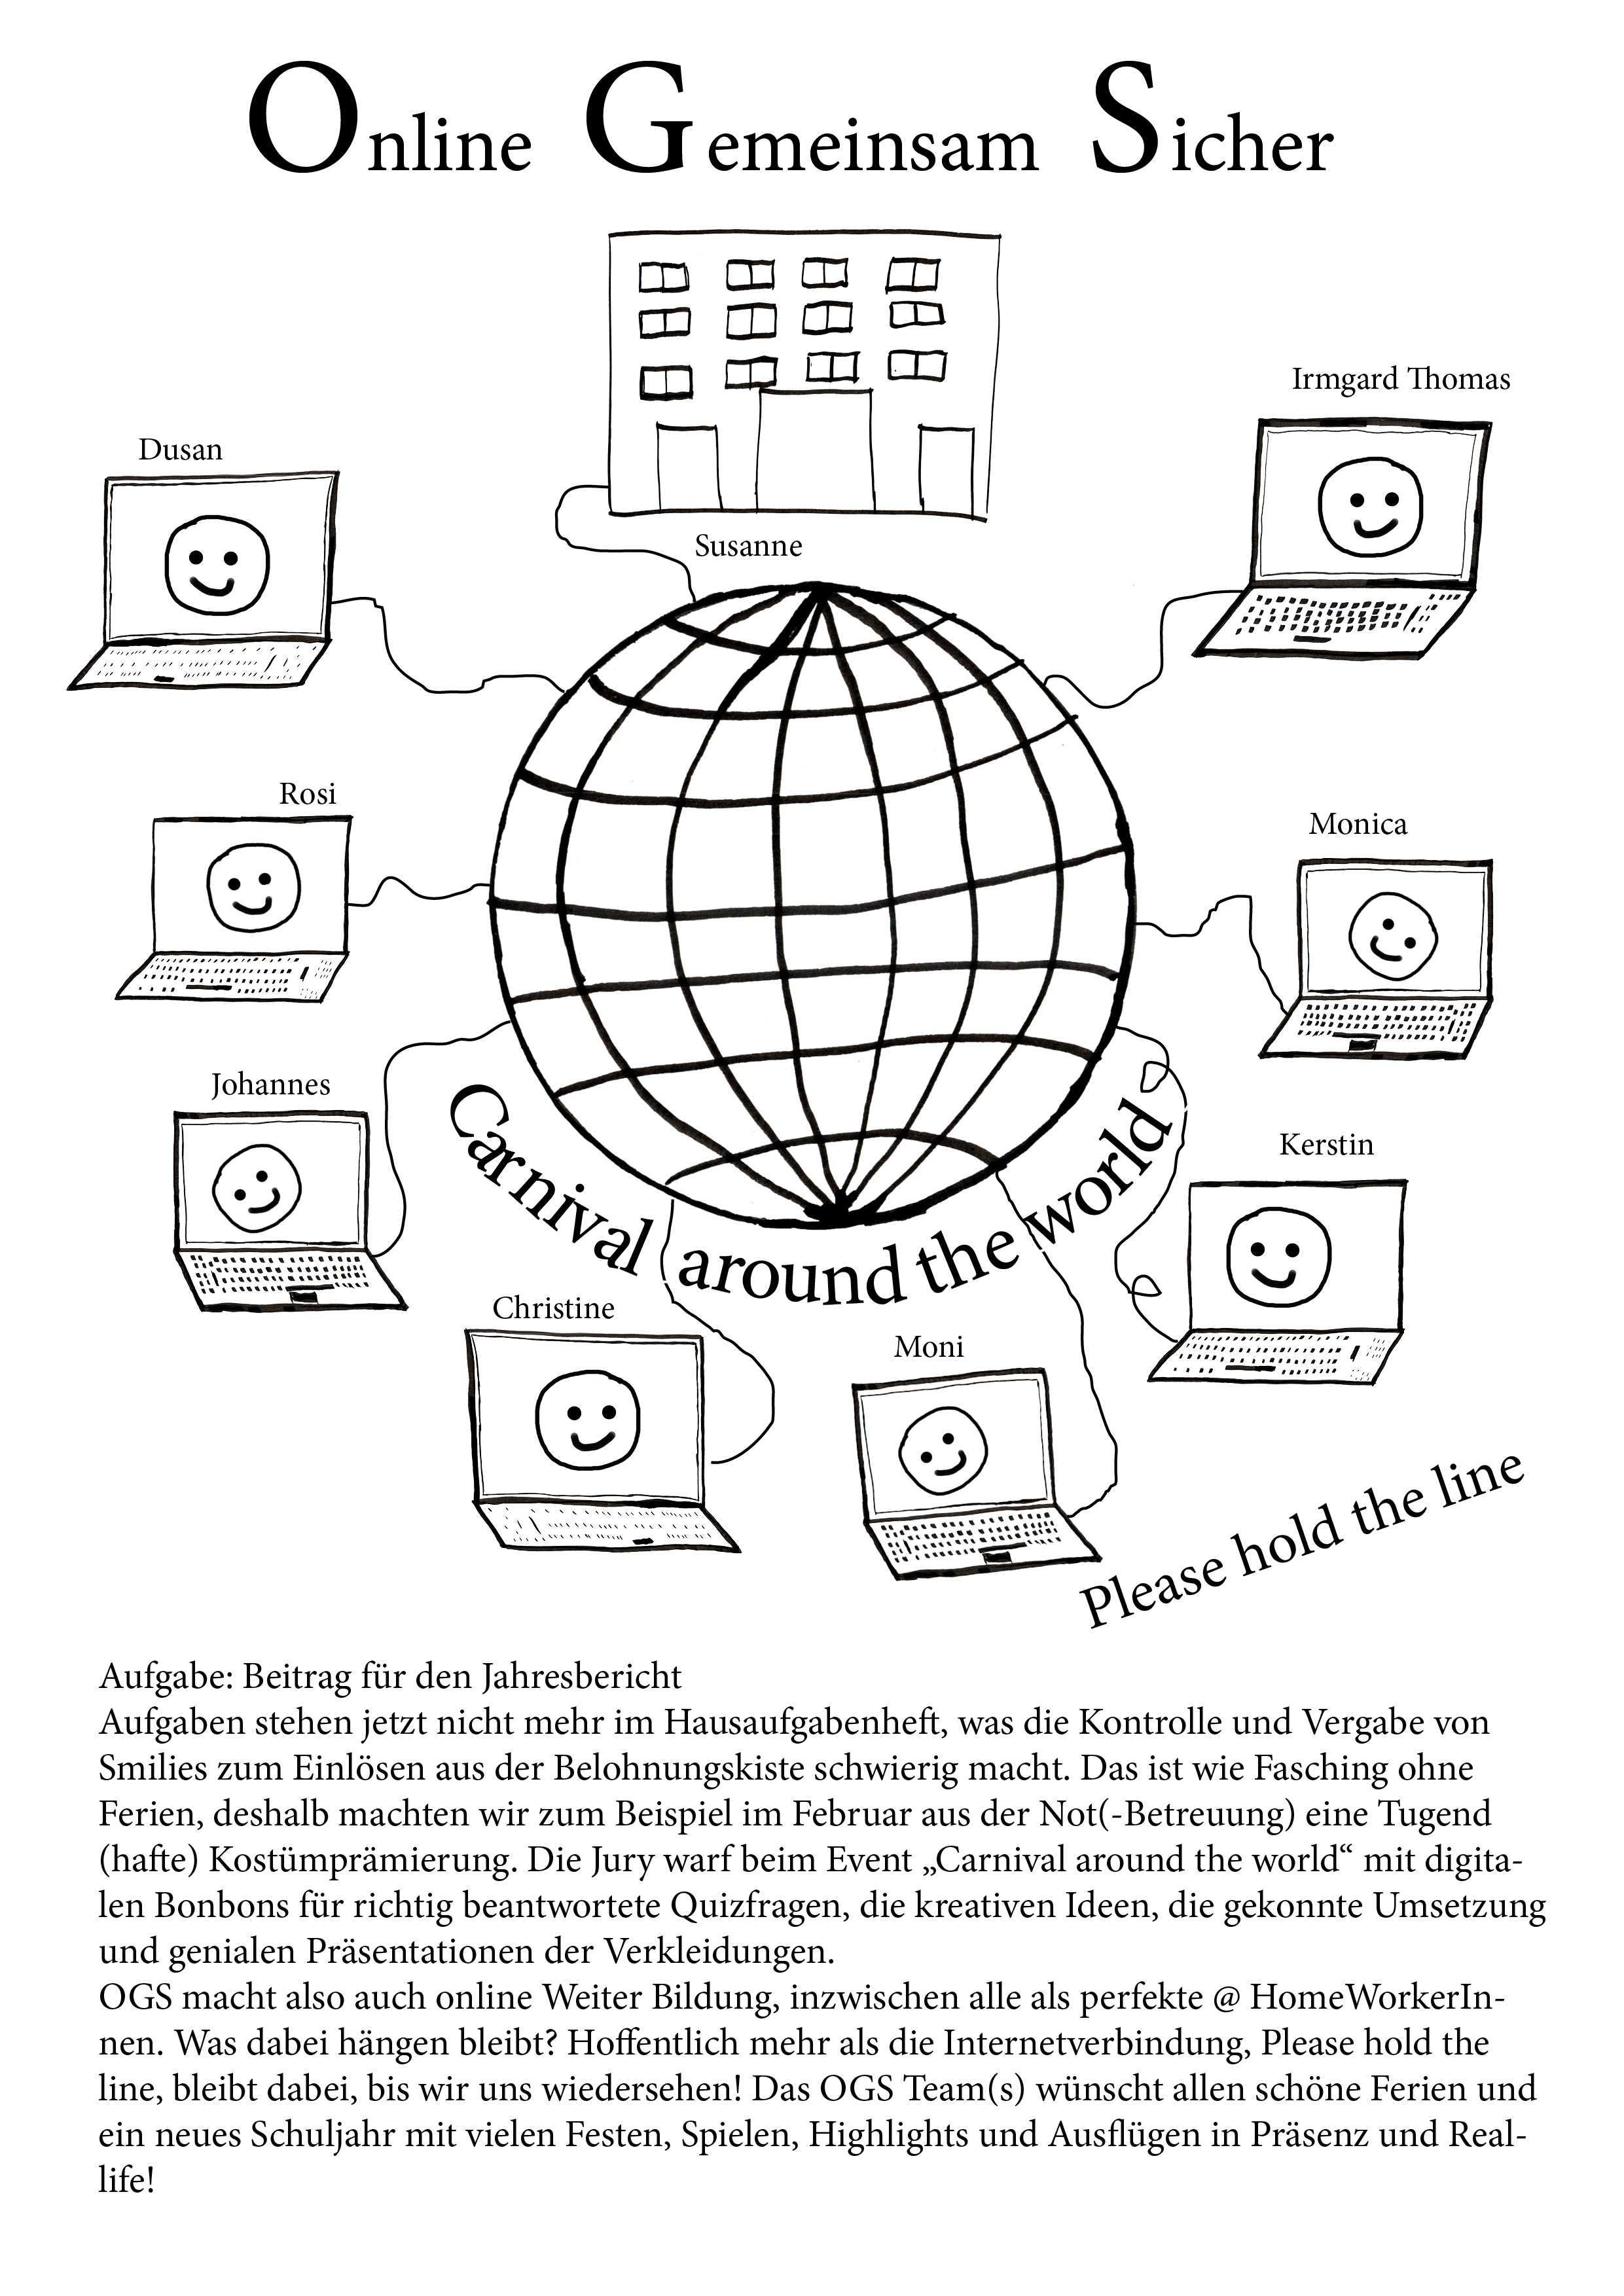 Online Gemeinsam Sicher
Irmgard Thomas
Dusan
Susanne
Rosi
Monica
Johannes
Kerstin
Carnival around the world
Christine
Moni
Please hold the line
Aufgabe: Beitrag für den Jahresbericht
Aufgaben stehen jetzt nicht mehr im Hausaufgabenheft, was die Kontrolle und Vergabe von
Smilies zum Einlösen aus der Belohnungskiste schwierig macht. Das ist wie Fasching ohne
Ferien, deshalb machten wir zum Beispiel im Februar aus der Not(-Betreuung) eine Tugend
(hafte) Kostümprämierung. Die Jury warf beim Event „Carnival around the world“ mit digita-
len Bonbons für richtig beantwortete Quizfragen, die kreativen Ideen, die gekonnte Umsetzung
und genialen Präsentationen der Verkleidungen.
OGS macht also auch online Weiter Bildung, inzwischen alle als perfekte @ HomeWorkerIn-
nen. Was dabei hängen bleibt? Hoffentlich mehr als die Internetverbindung, Please hold the
line, bleibt dabei, bis wir uns wiedersehen! Das OGS Team(s) wünscht allen schöne Ferien und
ein neues Schuljahr mit vielen Festen, Spielen, Highlights und Ausflügen in Präsenz und Real-
life!